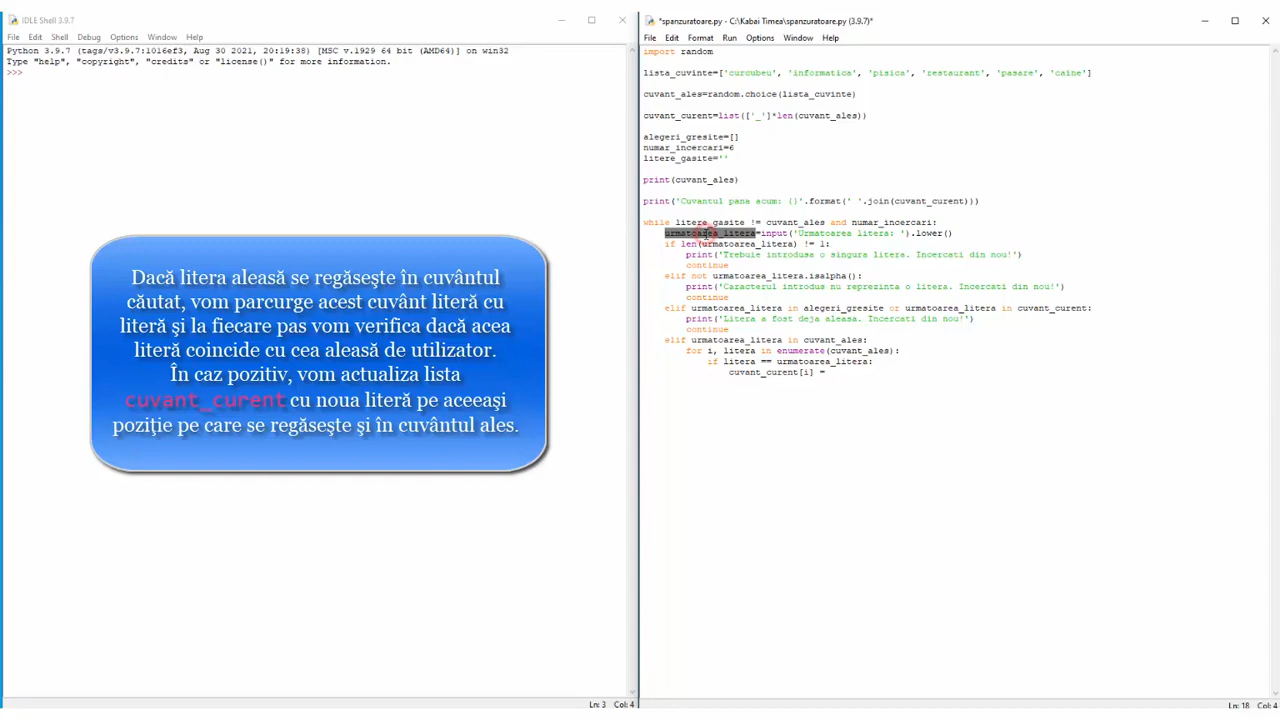 IDLE Shell 3.9.7
File Edit Shell Debug Options Window Help
Python 3.9.7 (tags/v3.9.7:1016ef3, Aug 30 2021, 20:19:38) [MSC v.1929 64 bit (AMD64)] on win32
Type "help", "copyright", "credits" or "license()" for more information.
>>>
Dacă litera aleasă se regăseşte în cuvântul
căutat, vom parcurge acest cuvânt literă cu
literă şi la fiecare pas vom verifica dacă acea
literă coincide cu cea aleasă de utilizator.
În caz pozitiv, vom actualiza lista
cuvant_curent cu noua literă pe aceeaşi
poziţie pe care se regăseşte şi în cuvântul ales.
Ln: 3 Col: 4
*spanzuratoare.py - C:\Kabai Timea\spanzuratoare.py (3.9.7)*
File Edit Format Run Options Window Help
import random
lista_cuvinte=['curcubeu', 'informatica', 'pisica', 'restaurant', 'pasare', 'caine']
cuvant_ales=random.choice(lista_cuvinte)
cuvant_curent=list(['_']*len(cuvant_ales))
alegeri_gresite=[]
numar_incercari=6
litere_gasite=''
print(cuvant_ales)
print('Cuvantul pana acum: {}'.format(' '.join(cuvant_curent)))
while litere_gasite != cuvant_ales and numar_incercari:
urmatoarea_litera=input('Urmatoarea litera: ').lower()
if len(urmatoarea_litera) != 1:
print('Trebuie introdusa o singura litera. Incercati din nou!')
continue
elif not urmatoarea_litera.isalpha():
print('Caracterul introdus nu reprezinta o litera. Incercati din nou!')
continue
elif urmatoarea_litera in alegeri_gresite or urmatoarea_litera in cuvant_curent:
print('Litera a fost deja aleasa. Incercati din nou!')
continue
elif urmatoarea_litera in cuvant_ales:
for i, litera in enumerate(cuvant_ales):
if litera == urmatoarea_litera:
cuvant_curent[i] =
Ln: 18 Col: 4